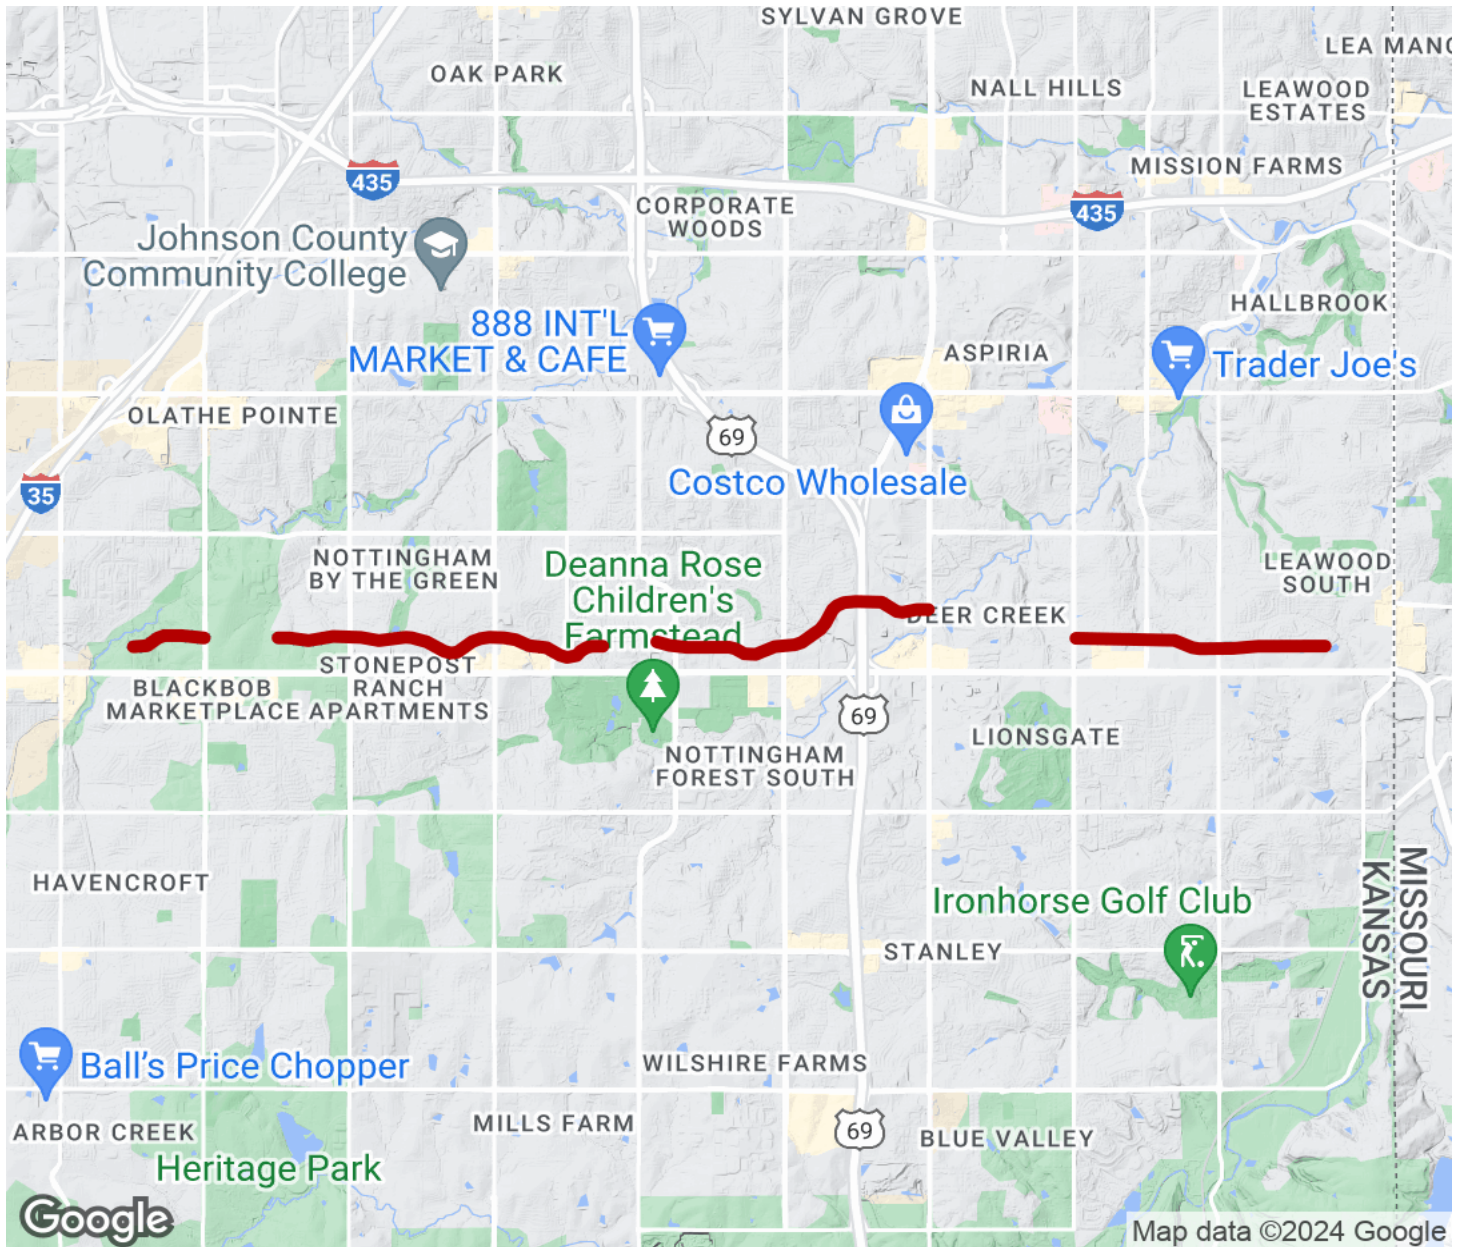 SYLVAN GROVE
LEA MANO
OAK PARK
NALL HILLS
LEAWOOD
ESTATES
MISSION FARMS
435
CORPORATE
WOODS
435
Johnson County
Community College
HALLBROOK
888 INT'L
MARKET & CAFE
ASPIRIA
Trader Joe's
OLATHE POINTE
69
Costco Wholesale
35
NOTTINGHAM
BY THE GREEN
Deanna Rose
Children's
Farmstead
LEAWOOD
SOUTH
DEER CREEK
STONEPOST
RANCH
APARTMENTS
BLACKBOB
MARKETPLACE
69
LIONSGATE
NOTTINGHAM
FOREST SOUTH
HAVENCROFT
MISSOURI
KANSAS
Ironhorse Golf Club
STANLEY
Ball's Price Chopper
WILSHIRE FARMS
MILLS FARM
69
BLUE VALLEY
ARBOR CREEK
Heritage Park
Google
Map data ©2024 Google